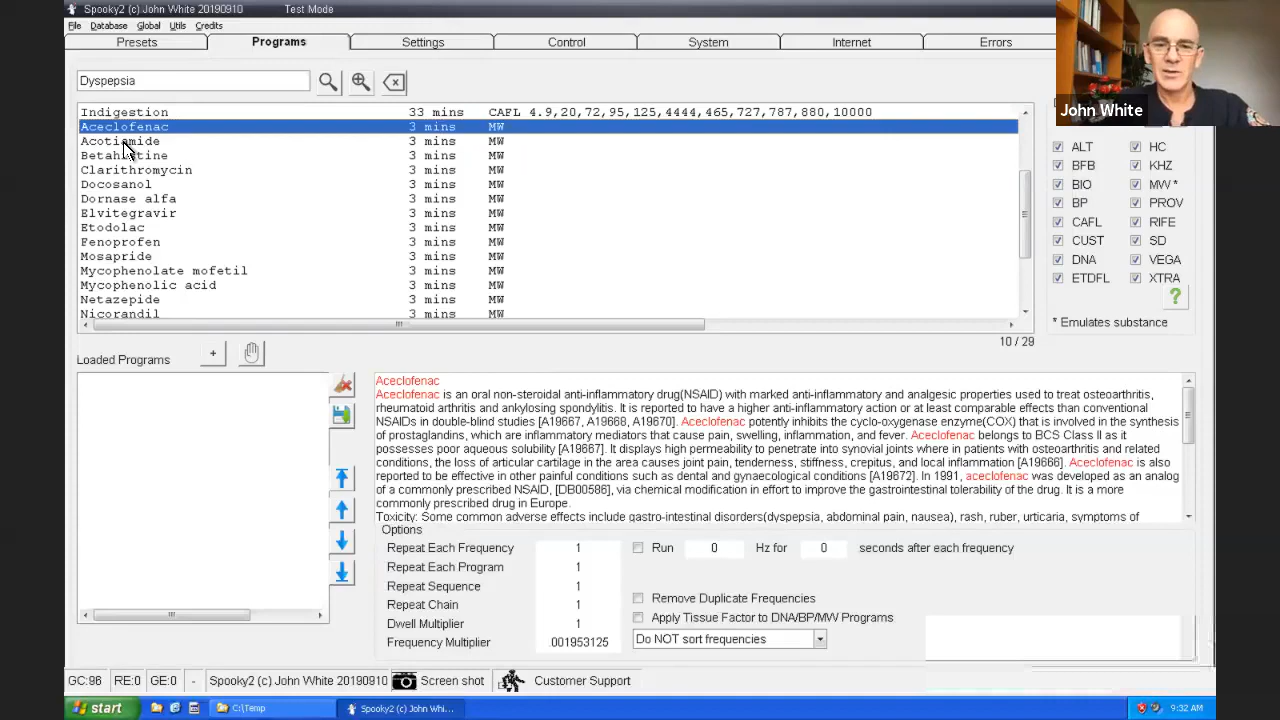 Spooky2 (c) John White 20190910 Test Mode
File Database Global Utils Credits
Presets Programs Settings Control System Internet Errors
Dyspepsia
Indigestion 33 mins CAFL 4.9,20,72,95,125,4444,465,727,787,880,10000
Aceclofenac 3 mins MW
Acotiamide 3 mins MW
Betahistine 3 mins MW
Clarithromycin 3 mins MW
Docosanol 3 mins MW
Dornase alfa 3 mins MW
Elvitegravir 3 mins MW
Etodolac 3 mins MW
Fenoprofen 3 mins MW
Mosapride 3 mins MW
Mycophenolate mofetil 3 mins MW
Mycophenolic acid 3 mins MW
Netazepide 3 mins MW
Nicorandil 3 mins MW
John White
ALT HC
BFB KHZ
BIO MW *
BP PROV
CAFL RIFE
CUST SD
DNA VEGA
ETDFL XTRA
?
* Emulates substance
10 / 29
Loaded Programs +
Aceclofenac
Aceclofenac is an oral non-steroidal anti-inflammatory drug(NSAID) with marked anti-inflammatory and analgesic properties used to treat osteoarthritis,
rheumatoid arthritis and ankylosing spondylitis. It is reported to have a higher anti-inflammatory action or at least comparable effects than conventional
NSAIDs in double-blind studies [A19667, A19668, A19670]. Aceclofenac potently inhibits the cyclo-oxygenase enzyme(COX) that is involved in the synthesis
of prostaglandins, which are inflammatory mediators that cause pain, swelling, inflammation, and fever. Aceclofenac belongs to BCS Class II as it
possesses poor aqueous solubility [A19667]. It displays high permeability to penetrate into synovial joints where in patients with osteoarthritis and related
conditions, the loss of articular cartilage in the area causes joint pain, tenderness, stiffness, crepitus, and local inflammation [A19666]. Aceclofenac is also
reported to be effective in other painful conditions such as dental and gynaecological conditions [A19672]. In 1991, aceclofenac was developed as an analog
of a commonly prescribed NSAID, [DB00586], via chemical modification in effort to improve the gastrointestinal tolerability of the drug. It is a more
commonly prescribed drug in Europe.
Toxicity: Some common adverse effects include gastro-intestinal disorders(dyspepsia, abdominal pain, nausea), rash, ruber, urticaria, symptoms of
Options
Repeat Each Frequency 1 Run 0 Hz for 0 seconds after each frequency
Repeat Each Program 1
Repeat Sequence 1
Repeat Chain 1 Remove Duplicate Frequencies
Dwell Multiplier 1 Apply Tissue Factor to DNA/BP/MW Programs
Frequency Multiplier .001953125 Do NOT sort frequencies
GC:96 RE:0 GE:0 - Spooky2 (c) John White 20190910 Screen shot Customer Support
start C:\Temp Spooky2 (c) John Whi... 9:32 AM